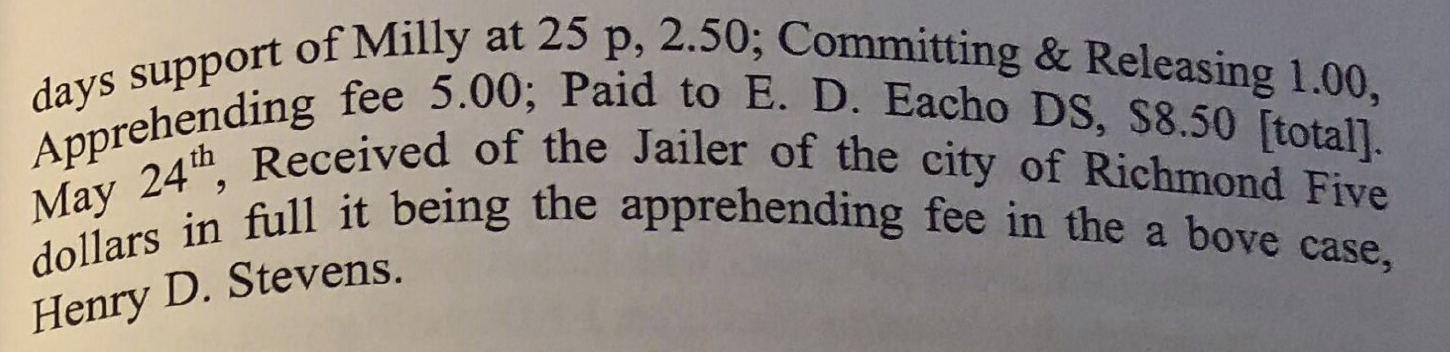 days support of Milly at 25 p, 2.50; Committing & Releasing 1.00,
Apprehending fee 5.00; Paid to E. D. Eacho DS, $8.50 [total].
May 24th, Received of the Jailer of the city of Richmond Five
dollars in full it being the apprehending fee in the a bove case,
Henry D. Stevens.